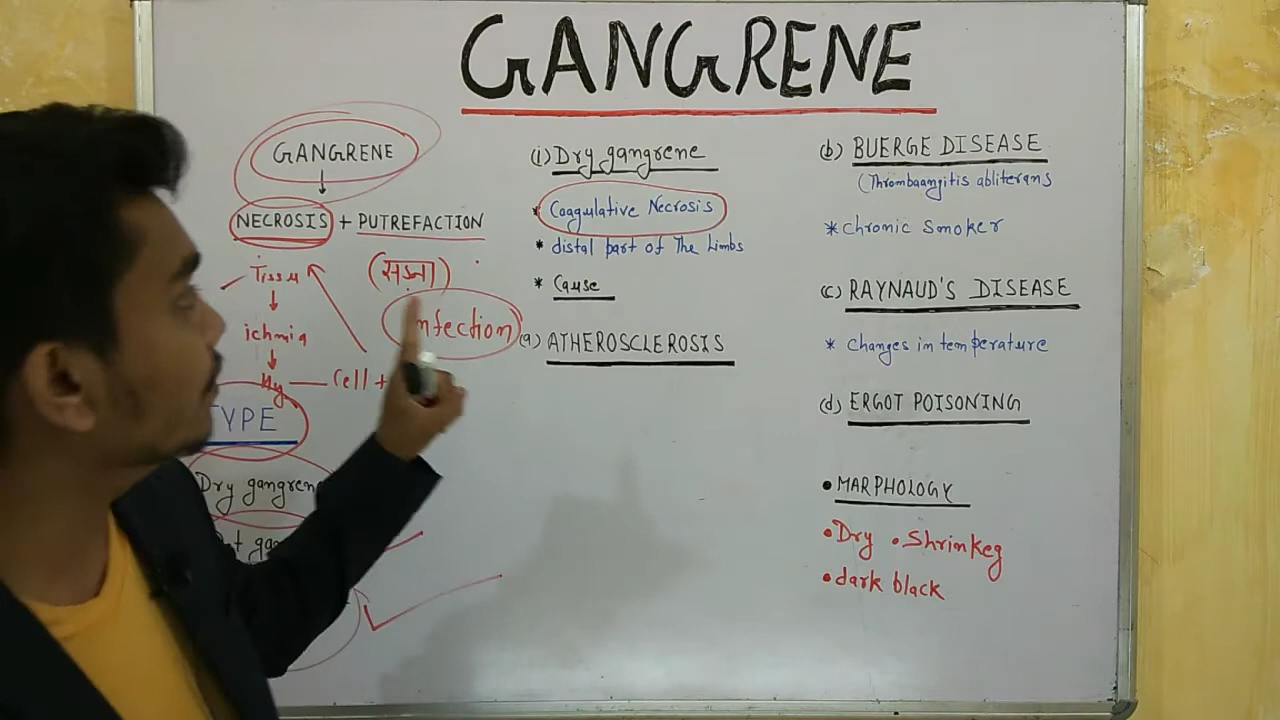 GANGRENE
GANGRENE
NECROSIS + PUTREFACTION
Tissu
(सड़ना)
ichmia
infection
Hy — Cell +
TYPE
Dry gangren
(i) Dry gangrene
* Coagulative Necrosis
* distal part of The Limbs
* Cause
(a) ATHEROSCLEROSIS
(b) BUERGE DISEASE
(Thrombaangitis abliterans
* chronic smoker
(c) RAYNAUD'S DISEASE
* changes in temperature
(d) ERGOT POISONING
• MARPHOLOGY
• Dry • Shrinkeg
• dark black